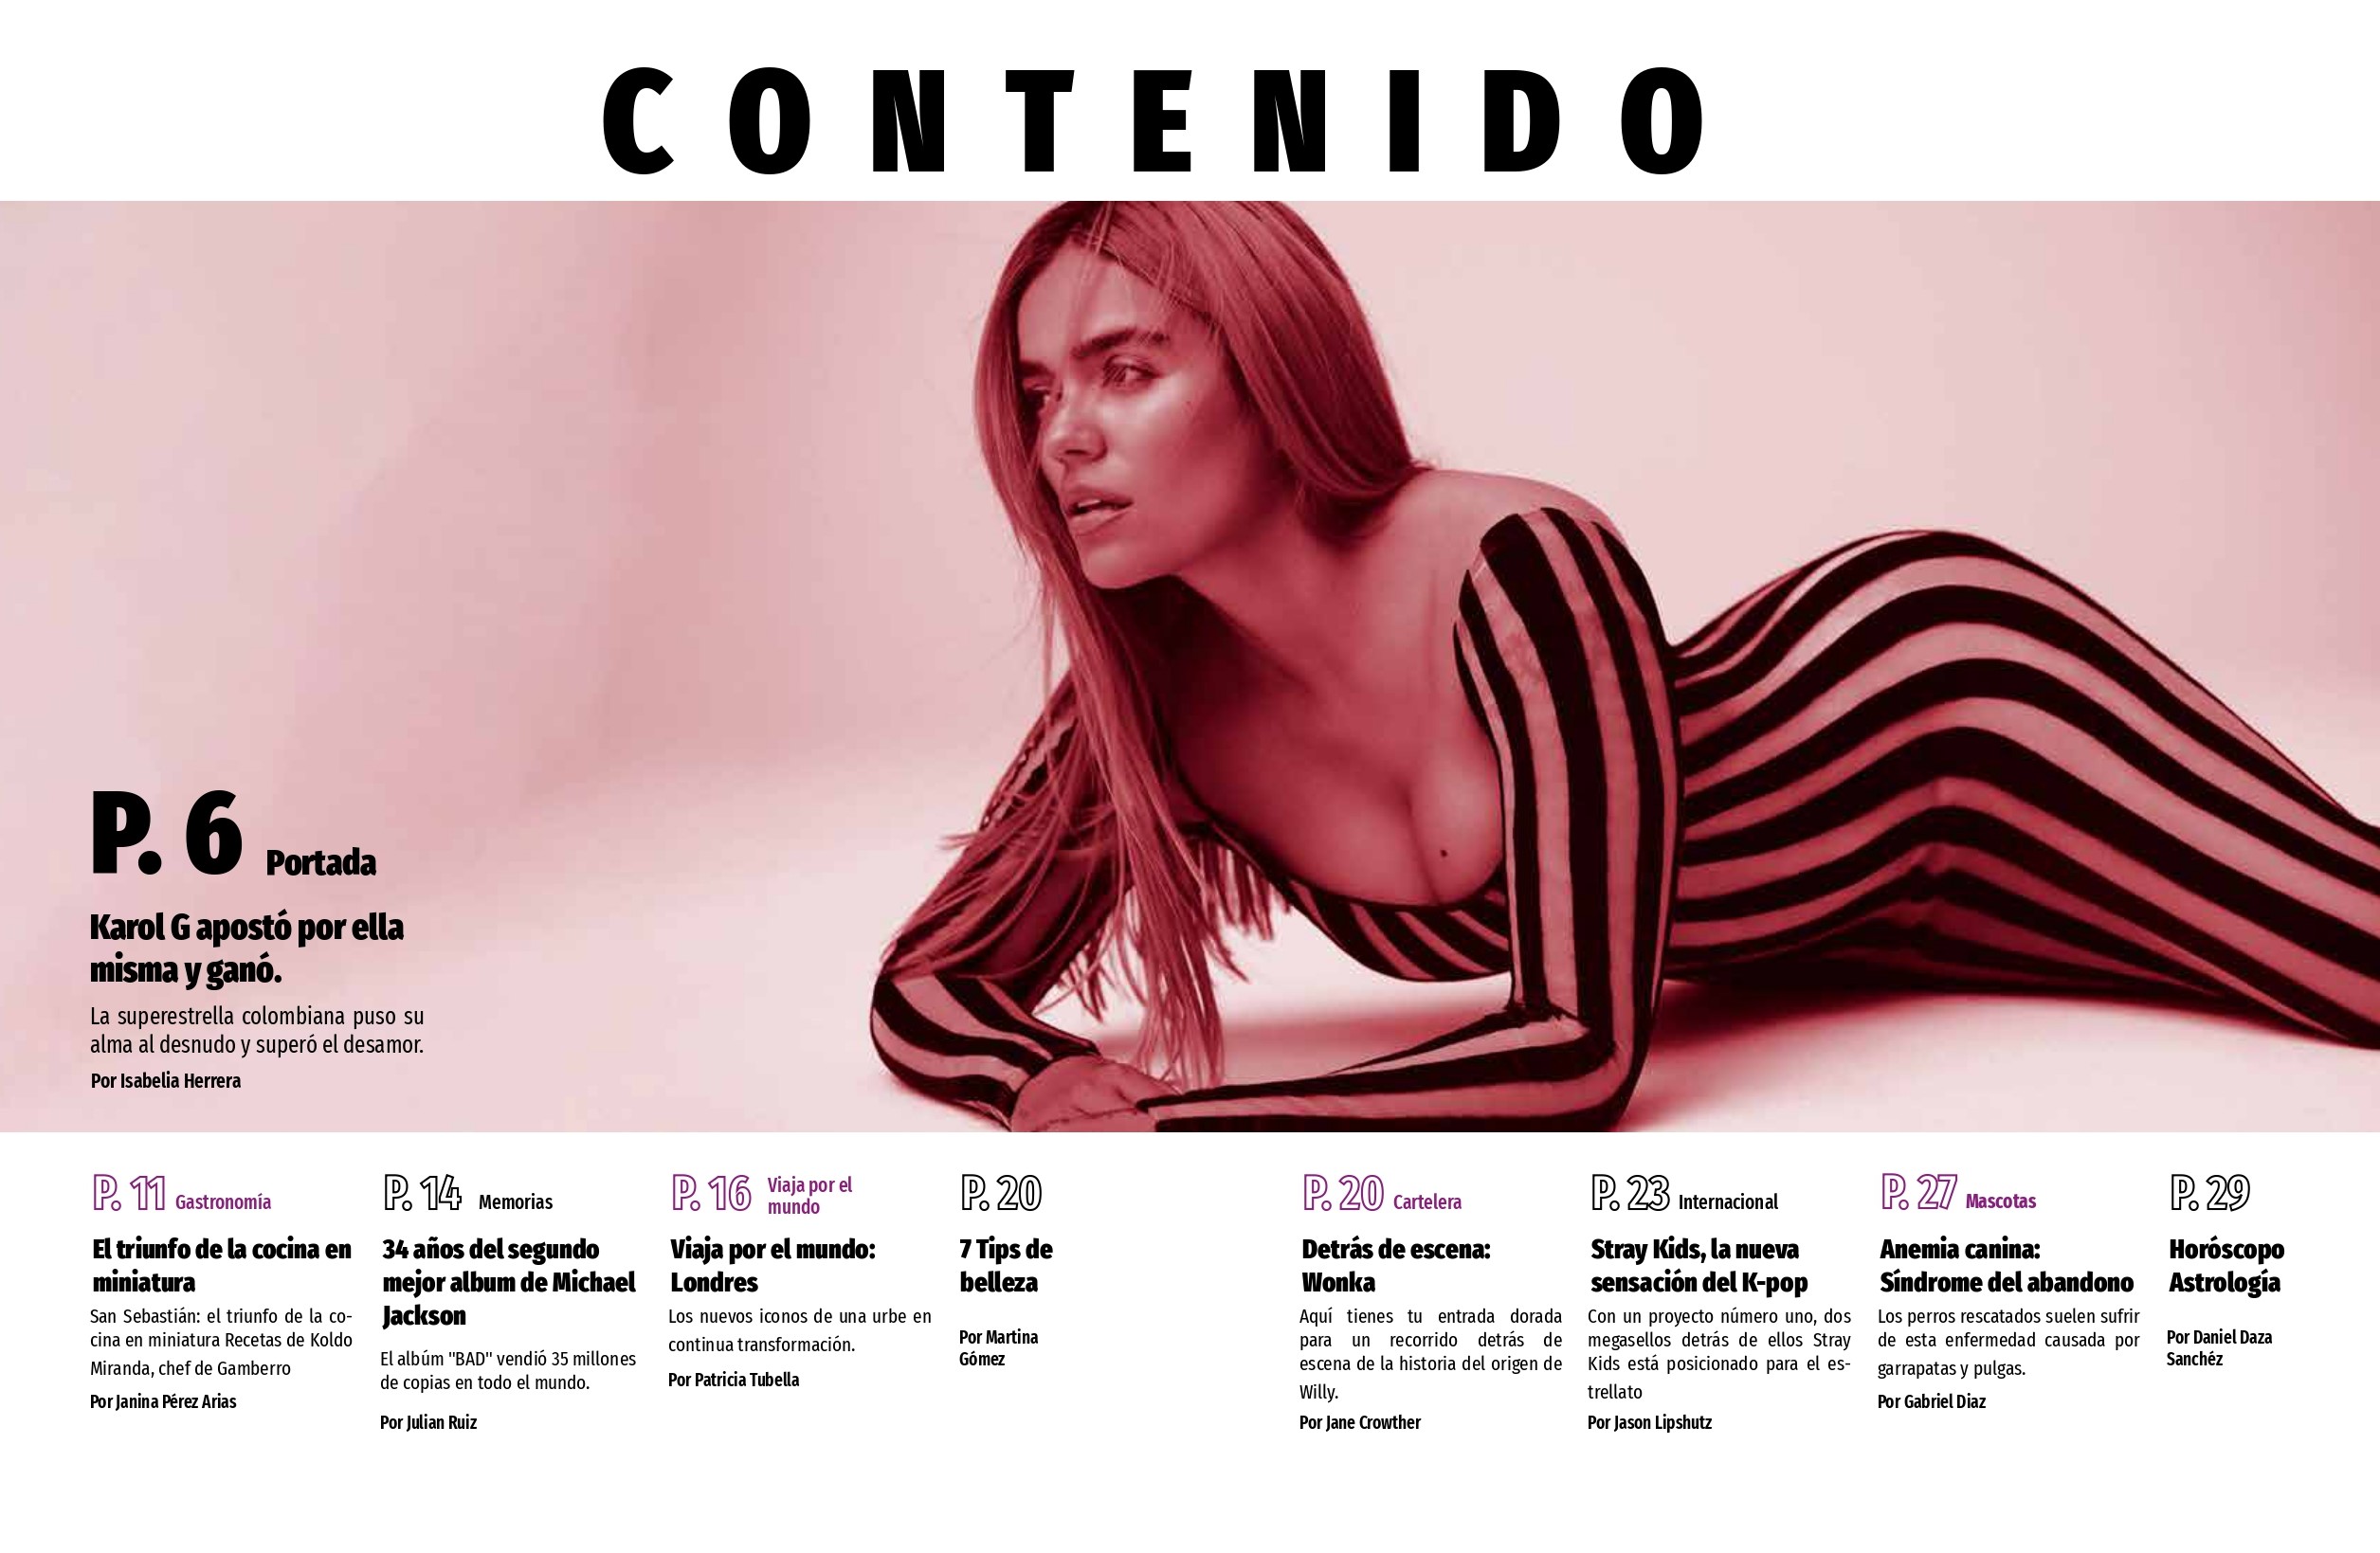 CONTENIDO
P. 6 Portada
Karol G apostó por ella
misma y ganó.
La superestrella colombiana puso su
alma al desnudo y superó el desamor.
Por Isabelia Herrera
P. 11 Gastronomía
El triunfo de la cocina en
miniatura
San Sebastián: el triunfo de la co-
cina en miniatura Recetas de Koldo
Miranda, chef de Gamberro
Por Janina Pérez Arias
P. 14 Memorias
34 años del segundo
mejor album de Michael
Jackson
El albúm "BAD" vendió 35 millones
de copias en todo el mundo.
Por Julian Ruiz
P. 16 Viaja por el
mundo
Viaja por el mundo:
Londres
Los nuevos iconos de una urbe en
continua transformación.
Por Patricia Tubella
P. 20
7 Tips de
belleza
Por Martina
Gómez
P. 20 Cartelera
Detrás de escena:
Wonka
Aquí tienes tu entrada dorada
para un recorrido detrás de
escena de la historia del origen de
Willy.
Por Jane Crowther
P. 23 Internacional
Stray Kids, la nueva
sensación del K-pop
Con un proyecto número uno, dos
megasellos detrás de ellos Stray
Kids está posicionado para el es-
trellato
Por Jason Lipshutz
P. 27 Mascotas
Anemia canina:
Síndrome del abandono
Los perros rescatados suelen sufrir
de esta enfermedad causada por
garrapatas y pulgas.
Por Gabriel Diaz
P. 29
Horóscopo
Astrología
Por Daniel Daza
Sanchéz